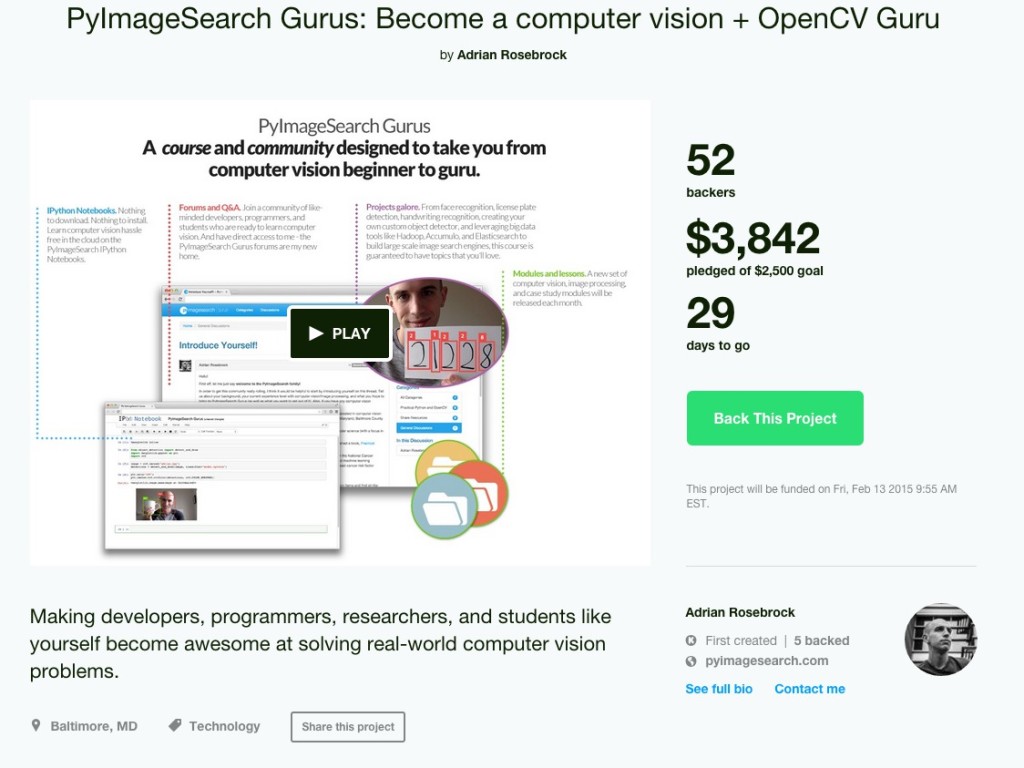 PyImageSearch Gurus: Become a computer vision + OpenCV Guru
by Adrian Rosebrock
PyImageSearch Gurus
A course and community designed to take you from
computer vision beginner to guru.
IPython Notebooks. Nothing
to download. Nothing to install.
Learn computer vision hassle
free in the cloud on the
PyImageSearch IPython
Notebooks.
Forums and Q&A. Join a community of like-
minded developers, programmers, and
students who are ready to learn computer
vision. And have direct access to me - the
PyImageSearch Gurus forums are my new
home.
Projects galore. From face recognition, license plate
detection, handwriting recognition, creating your
own custom object detector, and leveraging big data
tools like Hadoop, Accumulo, and Elasticsearch to
build large scale image search engines, this course is
guaranteed to have topics that you'll love.
Modules and lessons. A new set of
computer vision, image processing,
and case study modules will be
released each month.
Introduce Yourself!
PLAY
IP[y]: Notebook
52
backers
$3,842
pledged of $2,500 goal
29
days to go
Back This Project
This project will be funded on Fri, Feb 13 2015 9:55 AM
EST.
Making developers, programmers, researchers, and students like
yourself become awesome at solving real-world computer vision
problems.
Baltimore, MD
Technology
Share this project
Adrian Rosebrock
First created | 5 backed
pyimagesearch.com
See full bio
Contact me